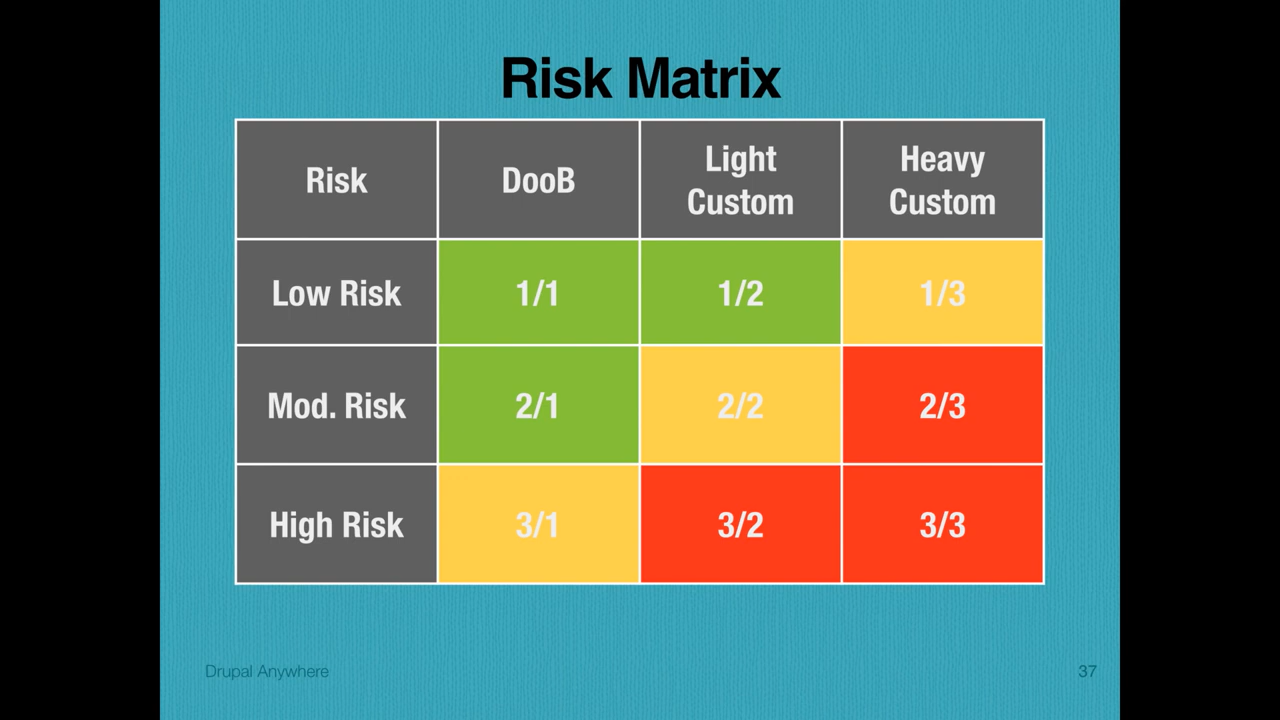 Risk Matrix
Risk DooB Light Custom Heavy Custom
Low Risk 1/1 1/2 1/3
Mod. Risk 2/1 2/2 2/3
High Risk 3/1 3/2 3/3
Drupal Anywhere 37